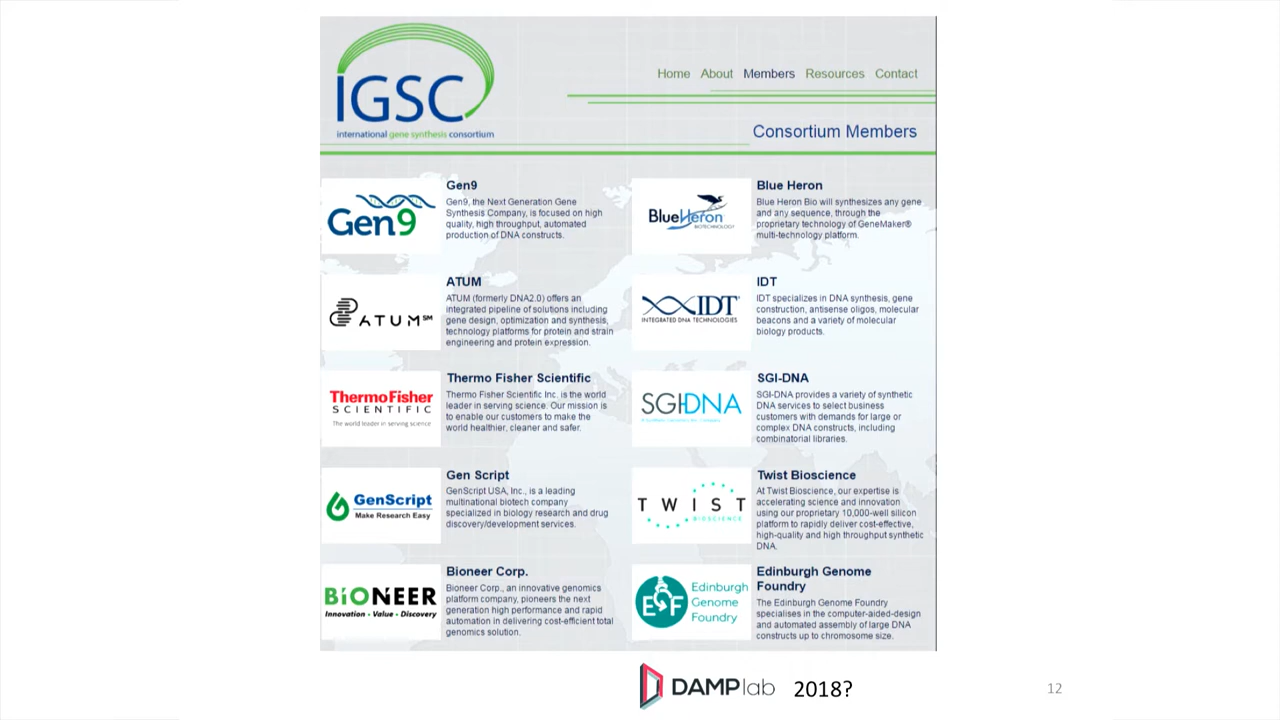 IGSC
international gene synthesis consortium
Home About Members Resources Contact
Consortium Members
Gen9
Gen9
Gen9, the Next Generation Gene
Synthesis Company, is focused on high
quality, high throughput, automated
production of DNA constructs.
BlueHeron
BIOTECHNOLOGY
Blue Heron
Blue Heron Bio will synthesizes any gene
and any sequence, through the
proprietary technology of GeneMaker®
multi-technology platform.
ATUM SM
ATUM
ATUM (formerly DNA2.0) offers an
integrated pipeline of solutions including
gene design, optimization and synthesis,
technology platforms for protein and strain
engineering and protein expression.
IDT
INTEGRATED DNA TECHNOLOGIES
IDT
IDT specializes in DNA synthesis, gene
construction, antisense oligos, molecular
beacons and a variety of molecular
biology products.
ThermoFisher
SCIENTIFIC
The world leader in serving science
Thermo Fisher Scientific
Thermo Fisher Scientific Inc. is the world
leader in serving science. Our mission is
to enable our customers to make the
world healthier, cleaner and safer.
SGI-DNA
SGI-DNA
SGI-DNA provides a variety of synthetic
DNA services to select business
customers with demands for large or
complex DNA constructs, including
combinatorial libraries.
GenScript
Make Research Easy
Gen Script
GenScript USA, Inc., is a leading
multinational biotech company
specialized in biology research and drug
discovery/development services.
TWIST
BIOSCIENCE
Twist Bioscience
At Twist Bioscience, our expertise is
accelerating science and innovation
using our proprietary 10,000-well silicon
platform to rapidly deliver cost-effective,
high-quality and high throughput synthetic
DNA.
BiONEER
Innovation - Value - Discovery
Bioneer Corp.
Bioneer Corp., an innovative genomics
platform company, pioneers the next
generation high performance and rapid
automation in delivering cost-efficient total
genomics solution.
EGF
Edinburgh
Genome
Foundry
Edinburgh Genome
Foundry
The Edinburgh Genome Foundry
specialises in the computer-aided-design
and automated assembly of large DNA
constructs up to chromosome size.
DAMPlab 2018?
12